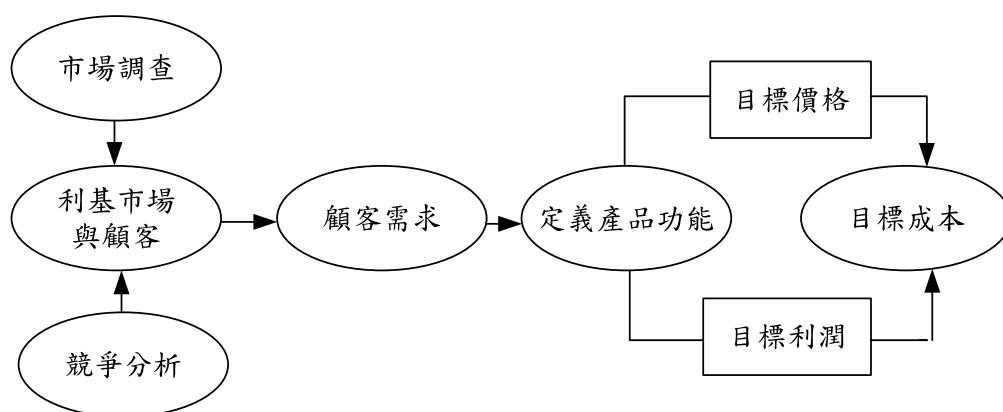 市場調查
利基市場
與顧客
競爭分析
顧客需求
定義產品功能
目標價格
目標利潤
目標成本